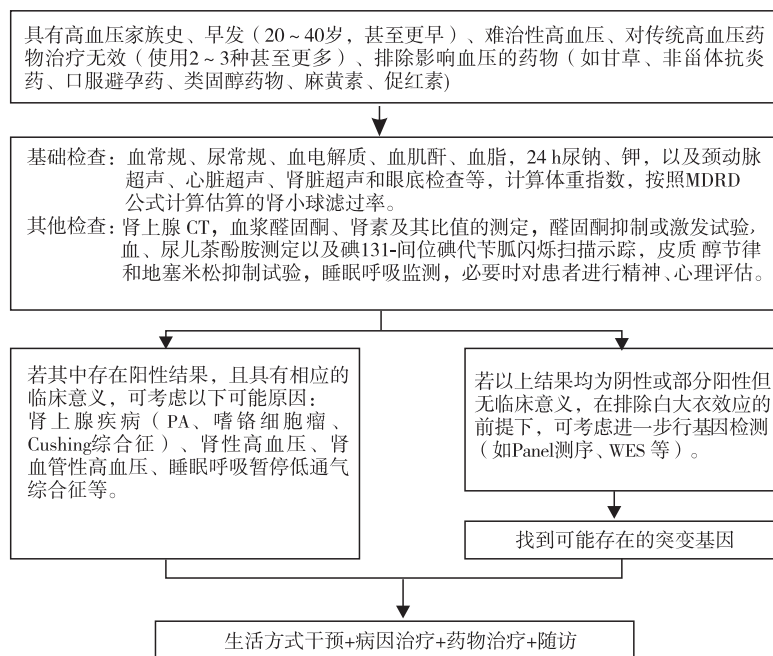 具有高血压家族史、早发（20～40岁，甚至更早）、难治性高血压、对传统高血压药
物治疗无效（使用2～3种甚至更多）、排除影响血压的药物（如甘草、非甾体抗炎
药、口服避孕药、类固醇药物、麻黄素、促红素)
基础检查：血常规、尿常规、血电解质、血肌酐、血脂，24 h尿钠、钾，以及颈动脉
超声、心脏超声、肾脏超声和眼底检查等，计算体重指数，按照MDRD
公式计算估算的肾小球滤过率。
其他检查：肾上腺 CT，血浆醛固酮、肾素及其比值的测定，醛固酮抑制或激发试验，
血、尿儿茶酚胺测定以及碘131-间位碘代苄胍闪烁扫描示踪，皮质 醇节律
和地塞米松抑制试验，睡眠呼吸监测，必要时对患者进行精神、心理评估。
若其中存在阳性结果，且具有相应的
临床意义，可考虑以下可能原因：
肾上腺疾病（PA、嗜铬细胞瘤、
Cushing综合征）、肾性高血压、肾
血管性高血压、睡眠呼吸暂停低通气
综合征等。
若以上结果均为阴性或部分阳性但
无临床意义，在排除白大衣效应的
前提下，可考虑进一步行基因检测
（如Panel测序、WES 等）。
找到可能存在的突变基因
生活方式干预+病因治疗+药物治疗+随访